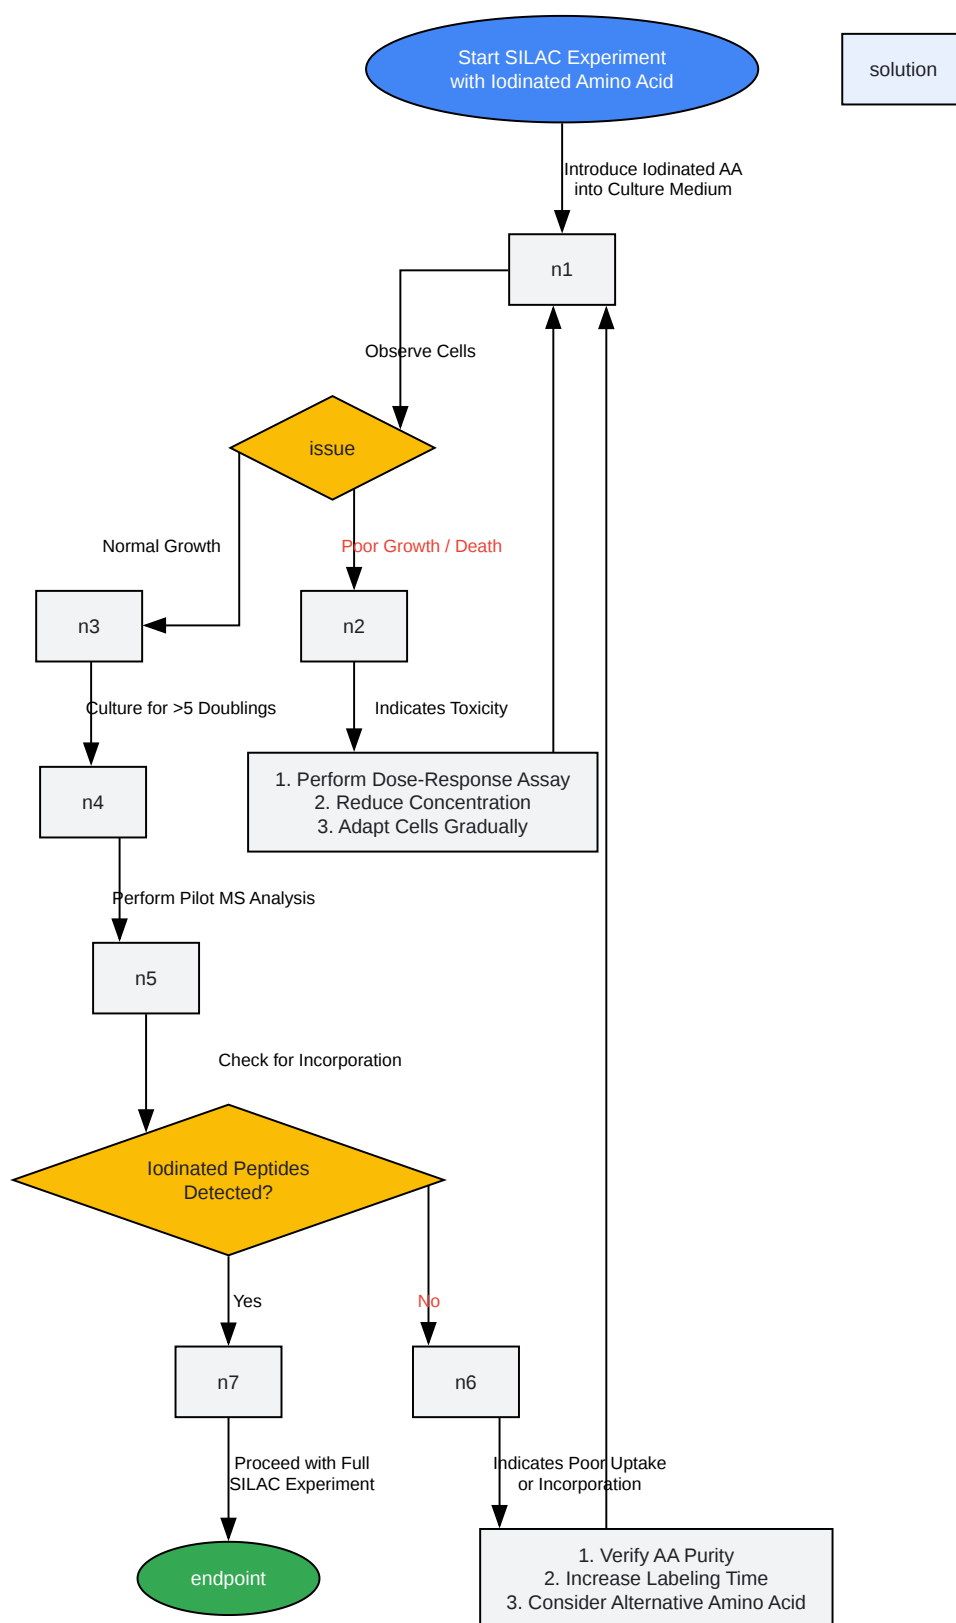 Start SILAC Experiment
with Iodinated Amino Acid
solution
Introduce Iodinated AA
into Culture Medium
n1
Observe Cells
issue
Normal Growth
Poor Growth / Death
n3
n2
Culture for >5 Doublings
Indicates Toxicity
n4
1. Perform Dose-Response Assay
2. Reduce Concentration
3. Adapt Cells Gradually
Perform Pilot MS Analysis
n5
Check for Incorporation
Iodinated Peptides
Detected?
Yes
No
n7
n6
Proceed with Full
SILAC Experiment
Indicates Poor Uptake
or Incorporation
endpoint
1. Verify AA Purity
2. Increase Labeling Time
3. Consider Alternative Amino Acid